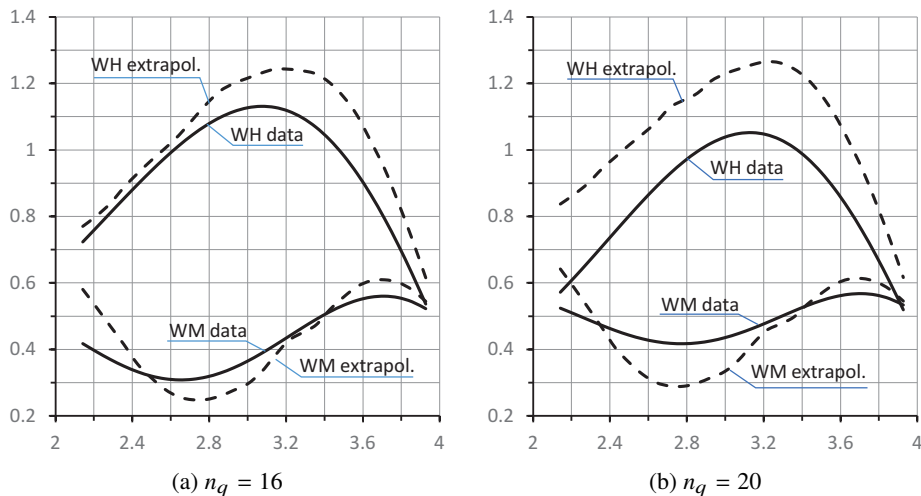 1.4
1.2
1
0.8
0.6
0.4
0.2
2 2.4 2.8 3.2 3.6 4
WH extrapol.
WH data
WM data
WM extrapol.
(a) n_q = 16
1.4
1.2
1
0.8
0.6
0.4
0.2
2 2.4 2.8 3.2 3.6 4
WH extrapol.
WH data
WM data
WM extrapol.
(b) n_q = 20